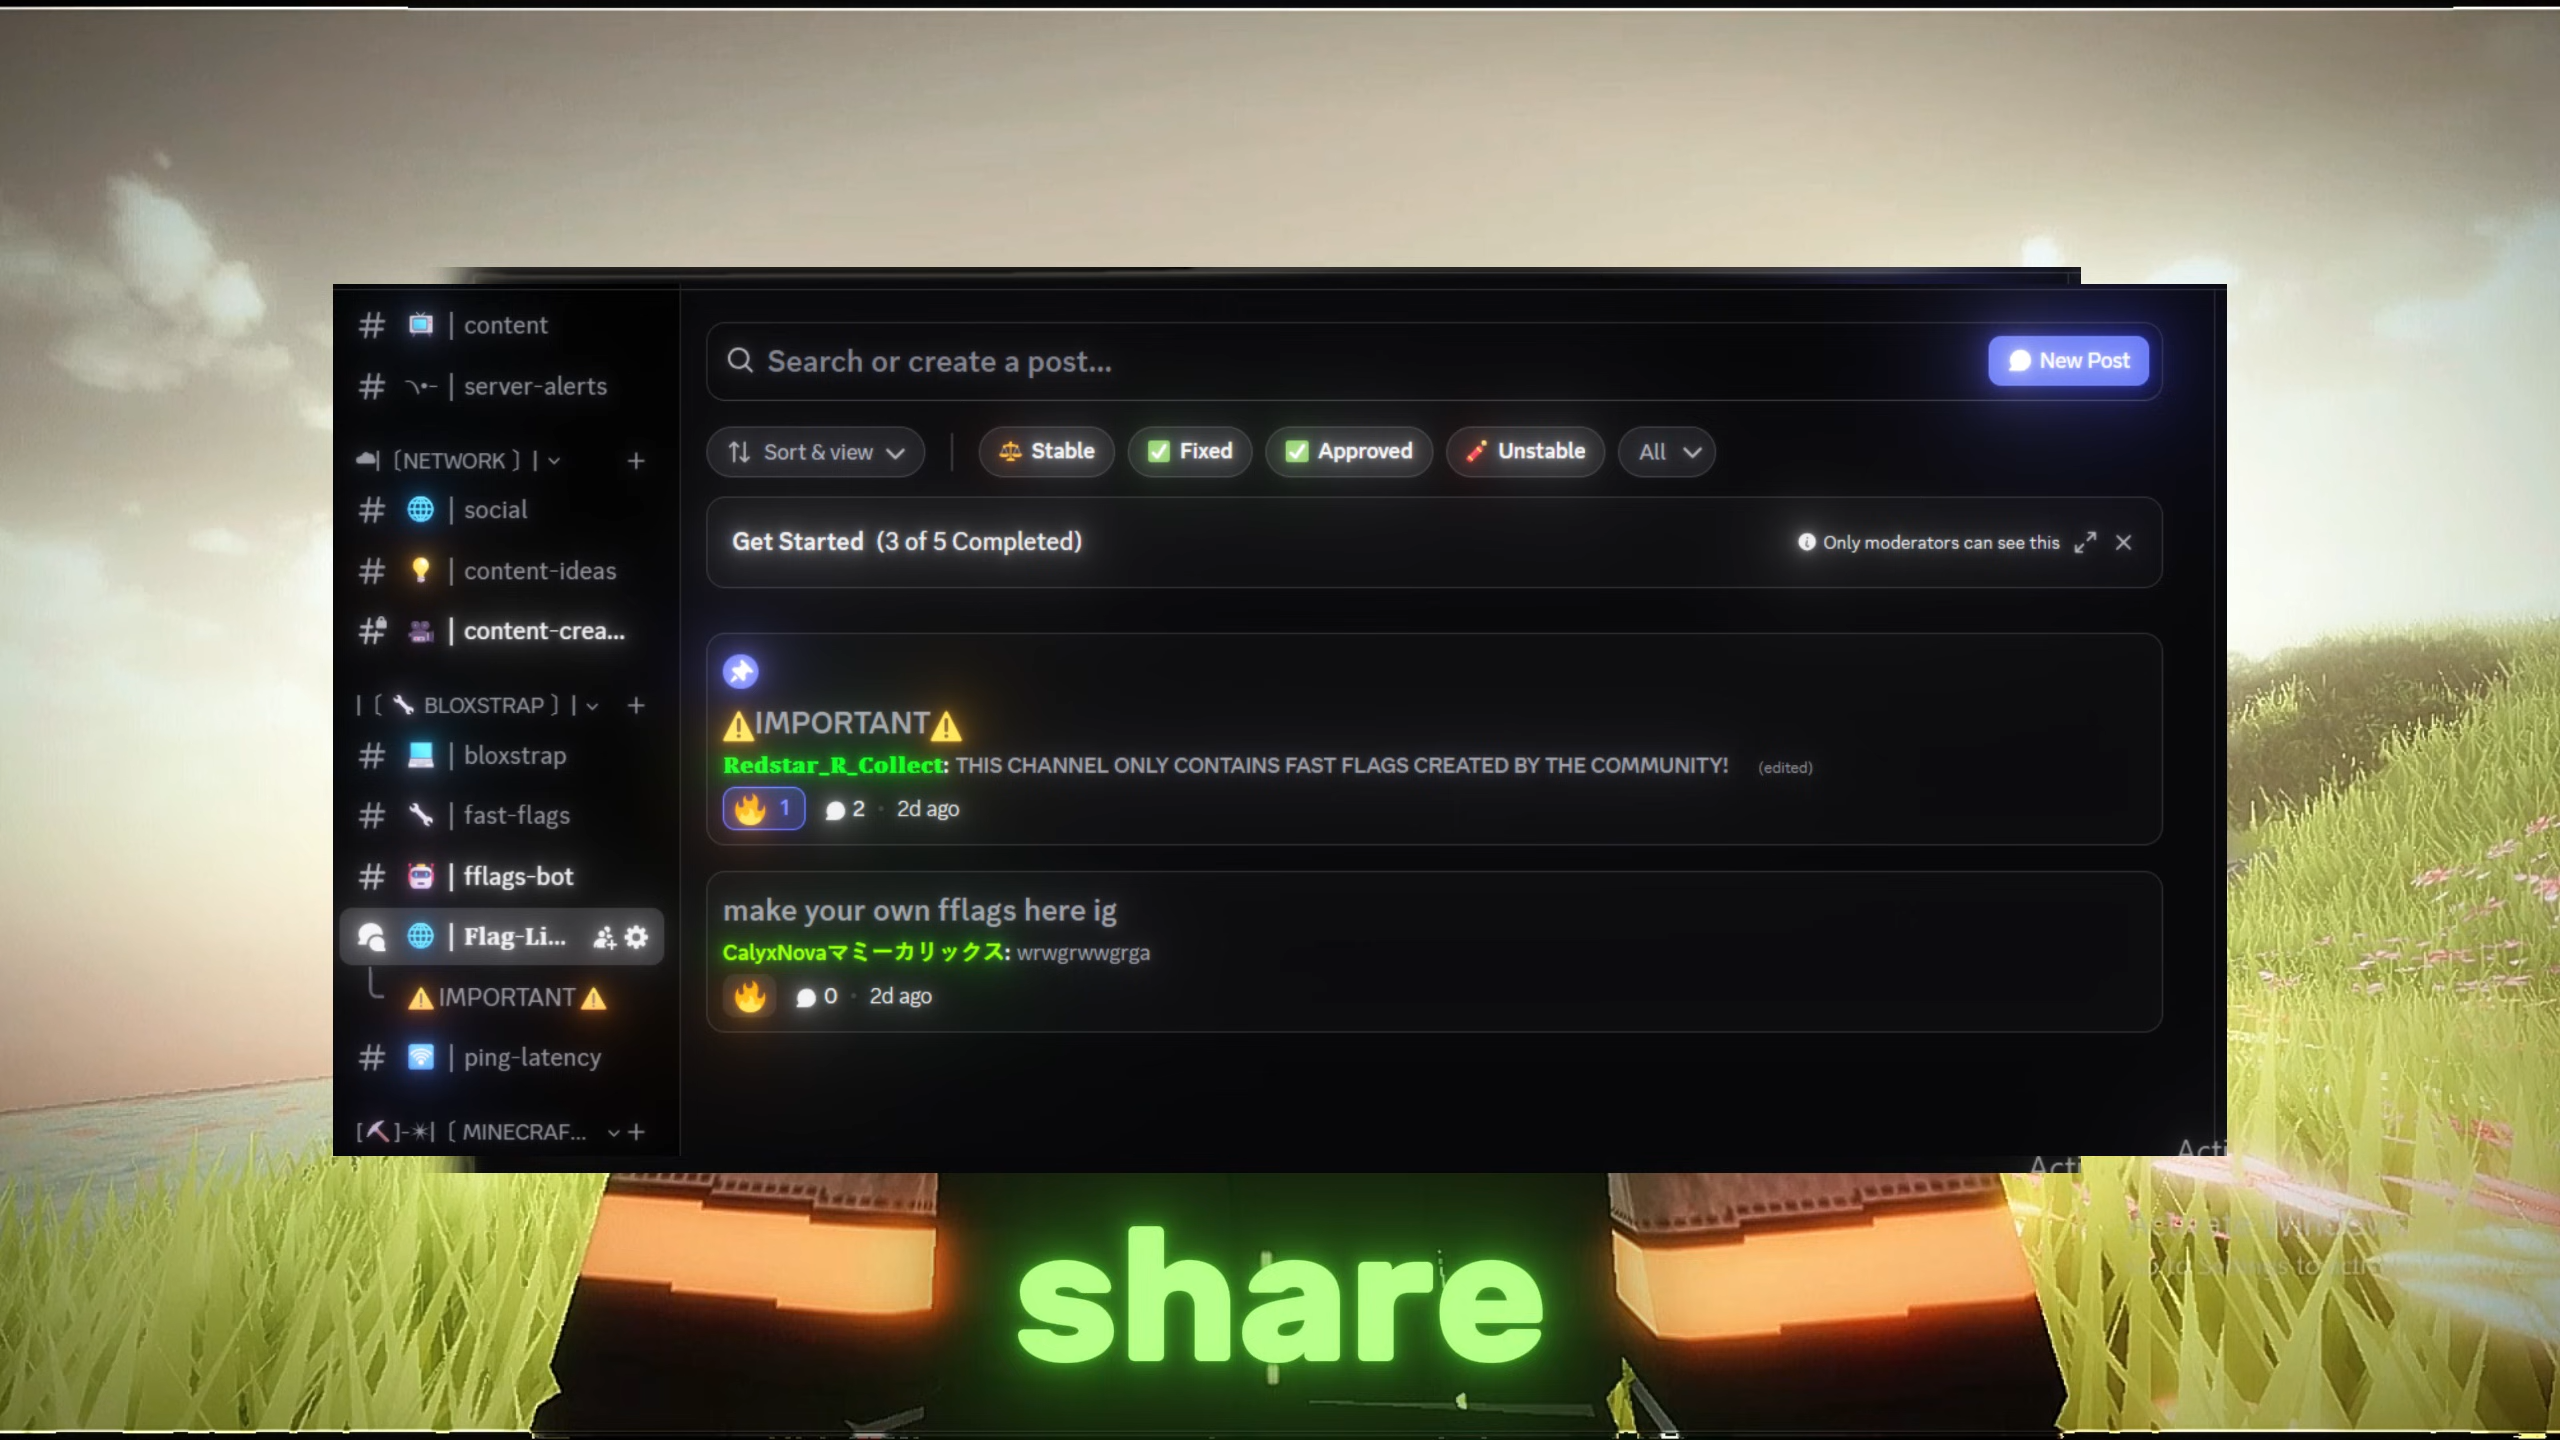 content
server-alerts
〔NETWORK 〕|
social
content-ideas
content-crea...
| 〔 BLOXSTRAP 〕|
bloxstrap
fast-flags
fflags-bot
Flag-Li...
⚠️IMPORTANT⚠️
ping-latency
〔 MINECRAF...
Search or create a post...
New Post
Sort & view
Stable
Fixed
Approved
Unstable
All
Get Started (3 of 5 Completed)
Only moderators can see this
⚠️IMPORTANT⚠️
Redstar_R_Collect: THIS CHANNEL ONLY CONTAINS FAST FLAGS CREATED BY THE COMMUNITY! (edited)
🔥 1 2 · 2d ago
make your own fflags here ig
CalyxNovaマミーカリックス: wrwgrwwgrga
🔥 0 · 2d ago
Acti
Acti
share